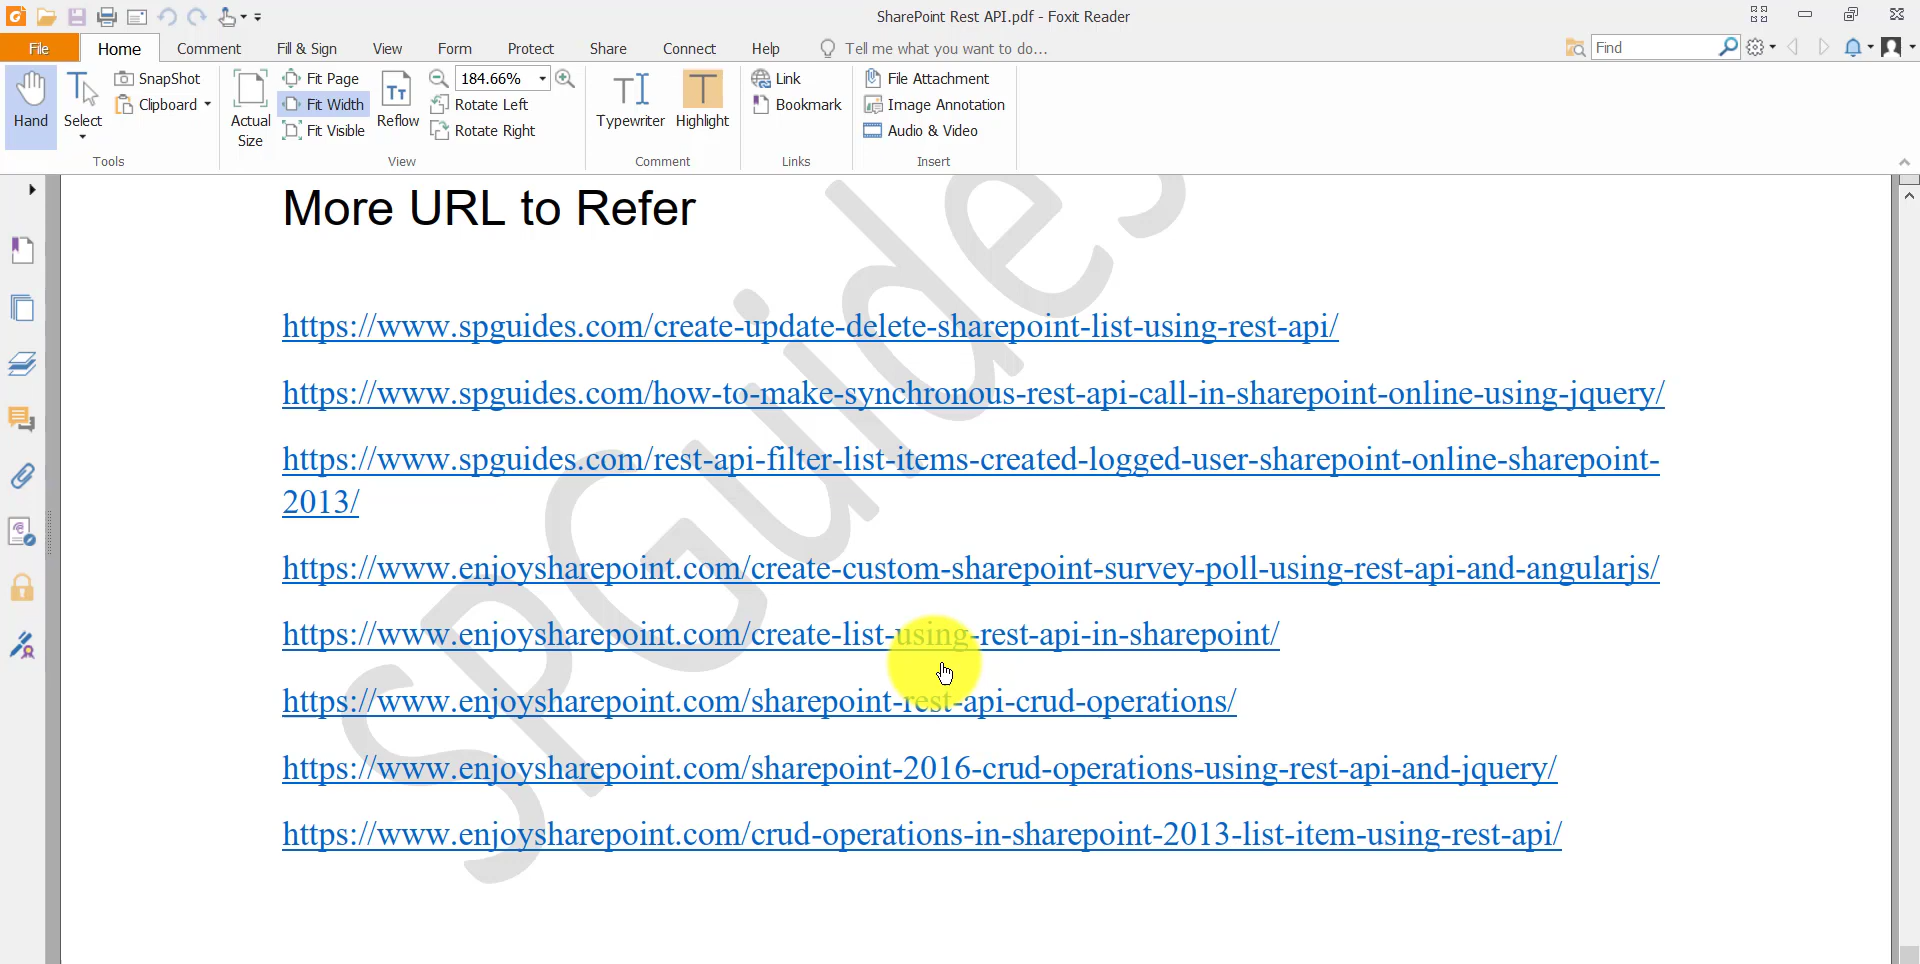 SharePoint Rest API.pdf - Foxit Reader
File Home Comment Fill & Sign View Form Protect Share Connect Help Tell me what you want to do... Find
Hand
Select
SnapShot
Clipboard
Tools
Actual
Size
Fit Page
Fit Width
Fit Visible
Reflow
184.66%
Rotate Left
Rotate Right
View
Typewriter
Highlight
Comment
Link
Bookmark
Links
File Attachment
Image Annotation
Audio & Video
Insert
More URL to Refer
https://www.spguides.com/create-update-delete-sharepoint-list-using-rest-api/
https://www.spguides.com/how-to-make-synchronous-rest-api-call-in-sharepoint-online-using-jquery/
https://www.spguides.com/rest-api-filter-list-items-created-logged-user-sharepoint-online-sharepoint-
2013/
https://www.enjoysharepoint.com/create-custom-sharepoint-survey-poll-using-rest-api-and-angularjs/
https://www.enjoysharepoint.com/create-list-using-rest-api-in-sharepoint/
https://www.enjoysharepoint.com/sharepoint-rest-api-crud-operations/
https://www.enjoysharepoint.com/sharepoint-2016-crud-operations-using-rest-api-and-jquery/
https://www.enjoysharepoint.com/crud-operations-in-sharepoint-2013-list-item-using-rest-api/
SPGuides